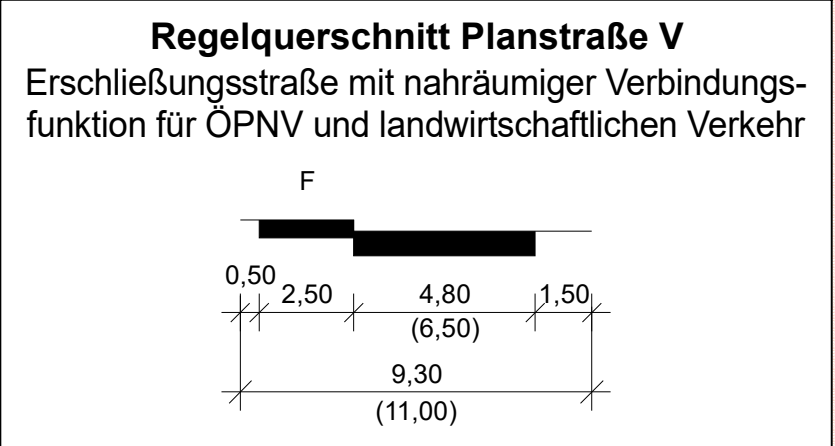 Regelquerschnitt Planstraße V
Erschließungsstraße mit nahräumiger Verbindungs-
funktion für ÖPNV und landwirtschaftlichen Verkehr
F
0,50
2,50
4,80
1,50
(6,50)
9,30
(11,00)